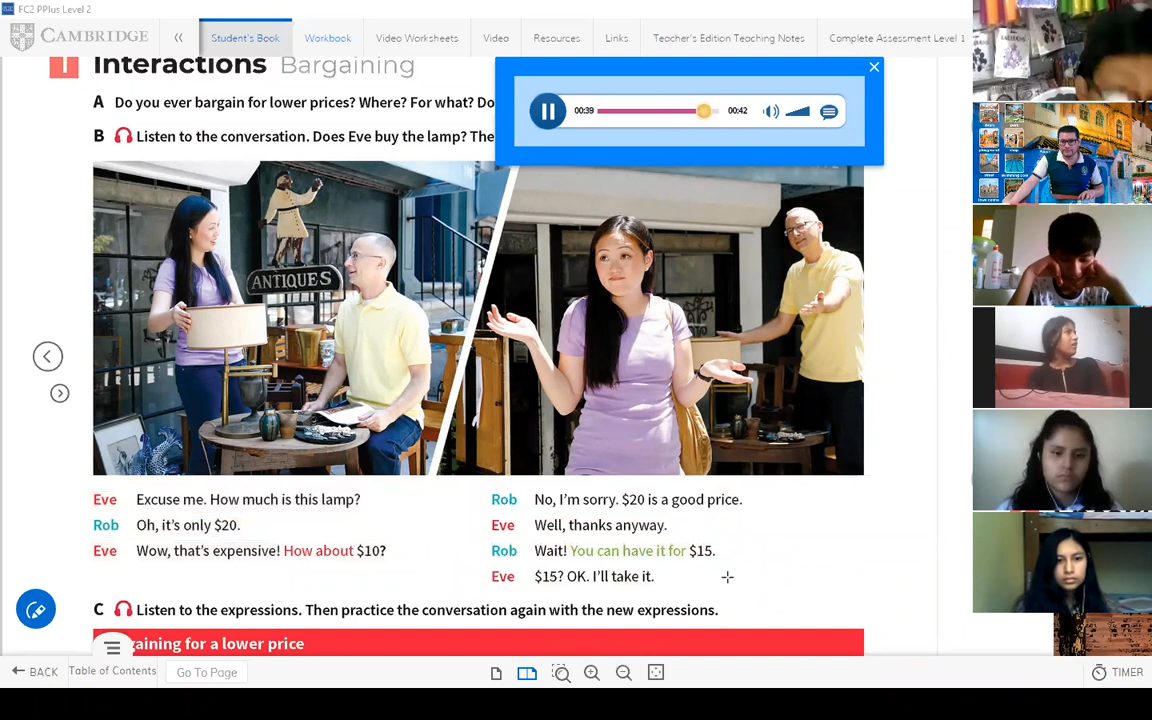 FC2 PPlus Level 2
CAMBRIDGE
Student's Book
Workbook
Video Worksheets
Video
Resources
Links
Teacher's Edition Teaching Notes
Complete Assessment Level 1
1 Interactions Bargaining
A Do you ever bargain for lower prices? Where? For what? Do
B Listen to the conversation. Does Eve buy the lamp? The
00:39
00:42
ANTIQUES
Eve Excuse me. How much is this lamp?
Rob Oh, it's only $20.
Eve Wow, that's expensive! How about $10?
Rob No, I'm sorry. $20 is a good price.
Eve Well, thanks anyway.
Rob Wait! You can have it for $15.
Eve $15? OK. I'll take it.
C Listen to the expressions. Then practice the conversation again with the new expressions.
gaining for a lower price
BACK
Table of Contents
Go To Page
TIMER